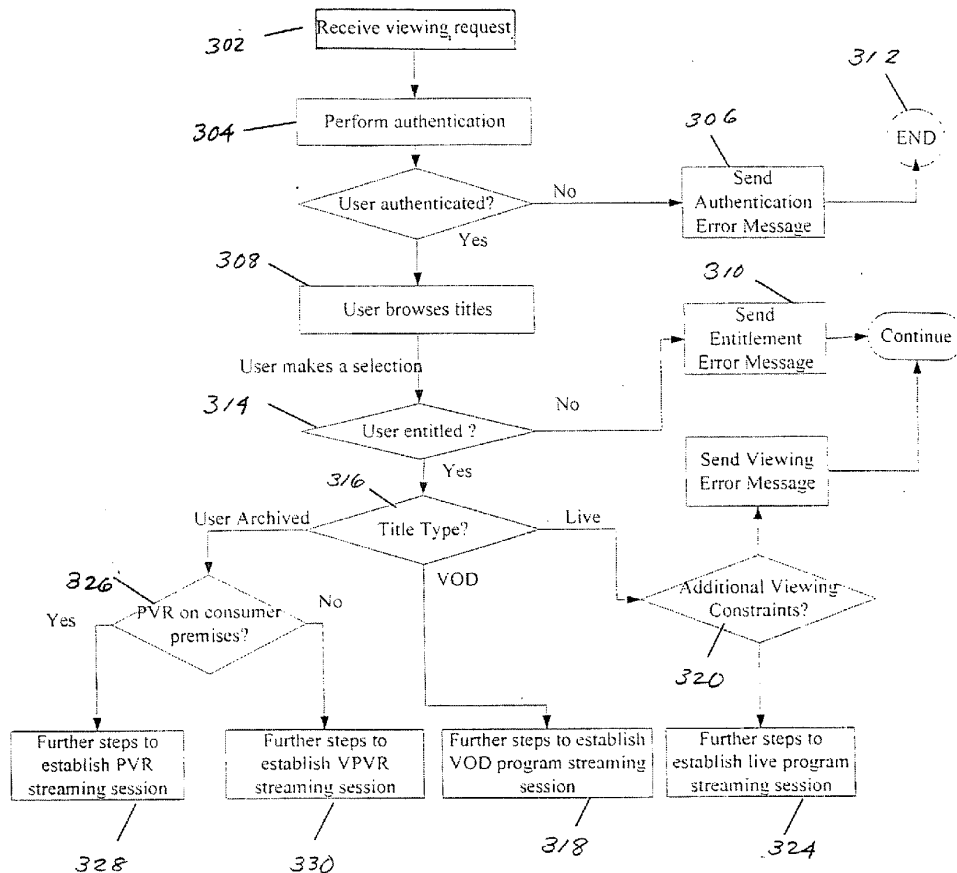 302
Receive viewing request
312
304
Perform authentication
306
END
User authenticated?
No
Send
Authentication
Error Message
Yes
308
310
User browses titles
Send
Entitlement
Error Message
Continue
User makes a selection
314
No
User entitled ?
Yes
Send Viewing
Error Message
316
User Archived
Title Type?
Live
VOD
326
Yes
PVR on consumer
premises?
No
Additional Viewing
Constraints?
320
Further steps to
establish PVR
streaming session
Further steps to
establish VPVR
streaming session
Further steps to establish
VOD program streaming
session
Further steps to
establish live program
streaming session
328
330
318
324